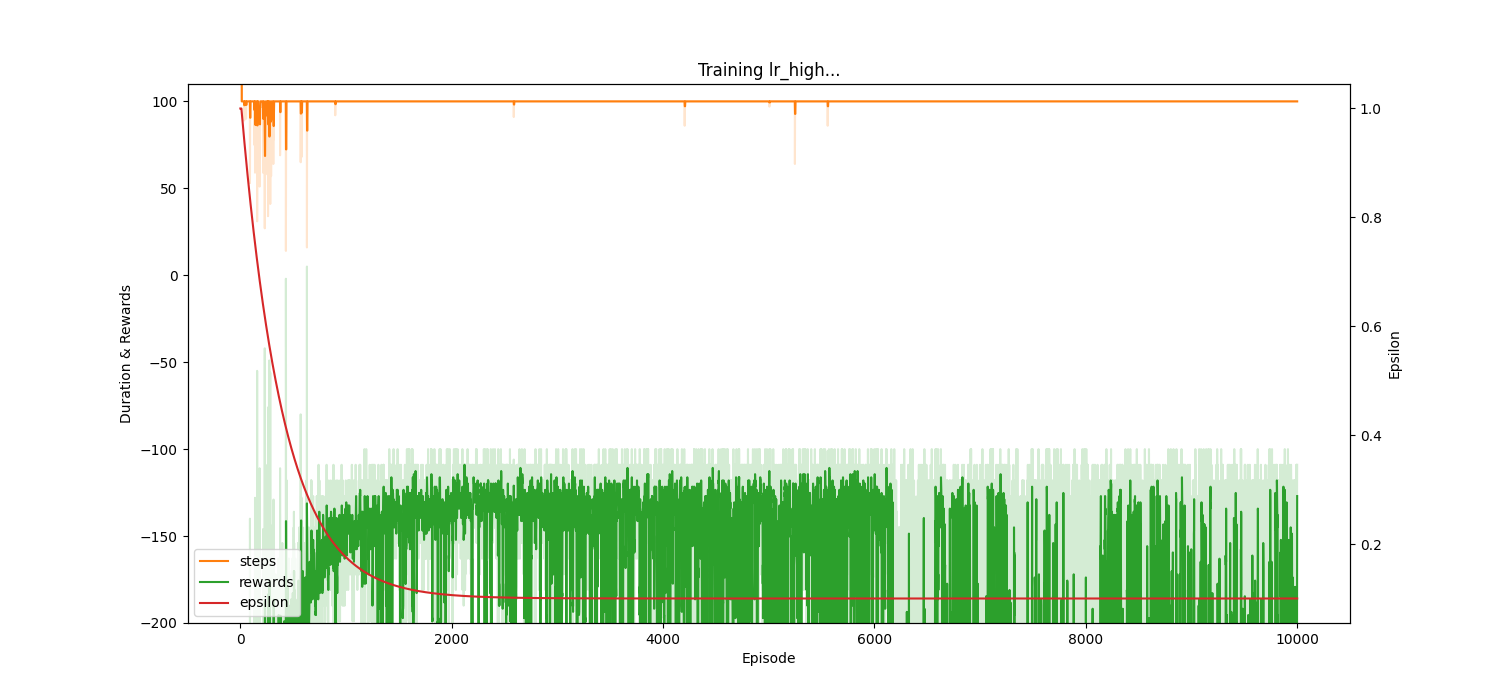 Training lr_high...
100
50
0
−50
−100
−150
−200
Duration & Rewards
1.0
0.8
0.6
0.4
0.2
Epsilon
steps
rewards
epsilon
0
2000
4000
6000
8000
10000
Episode